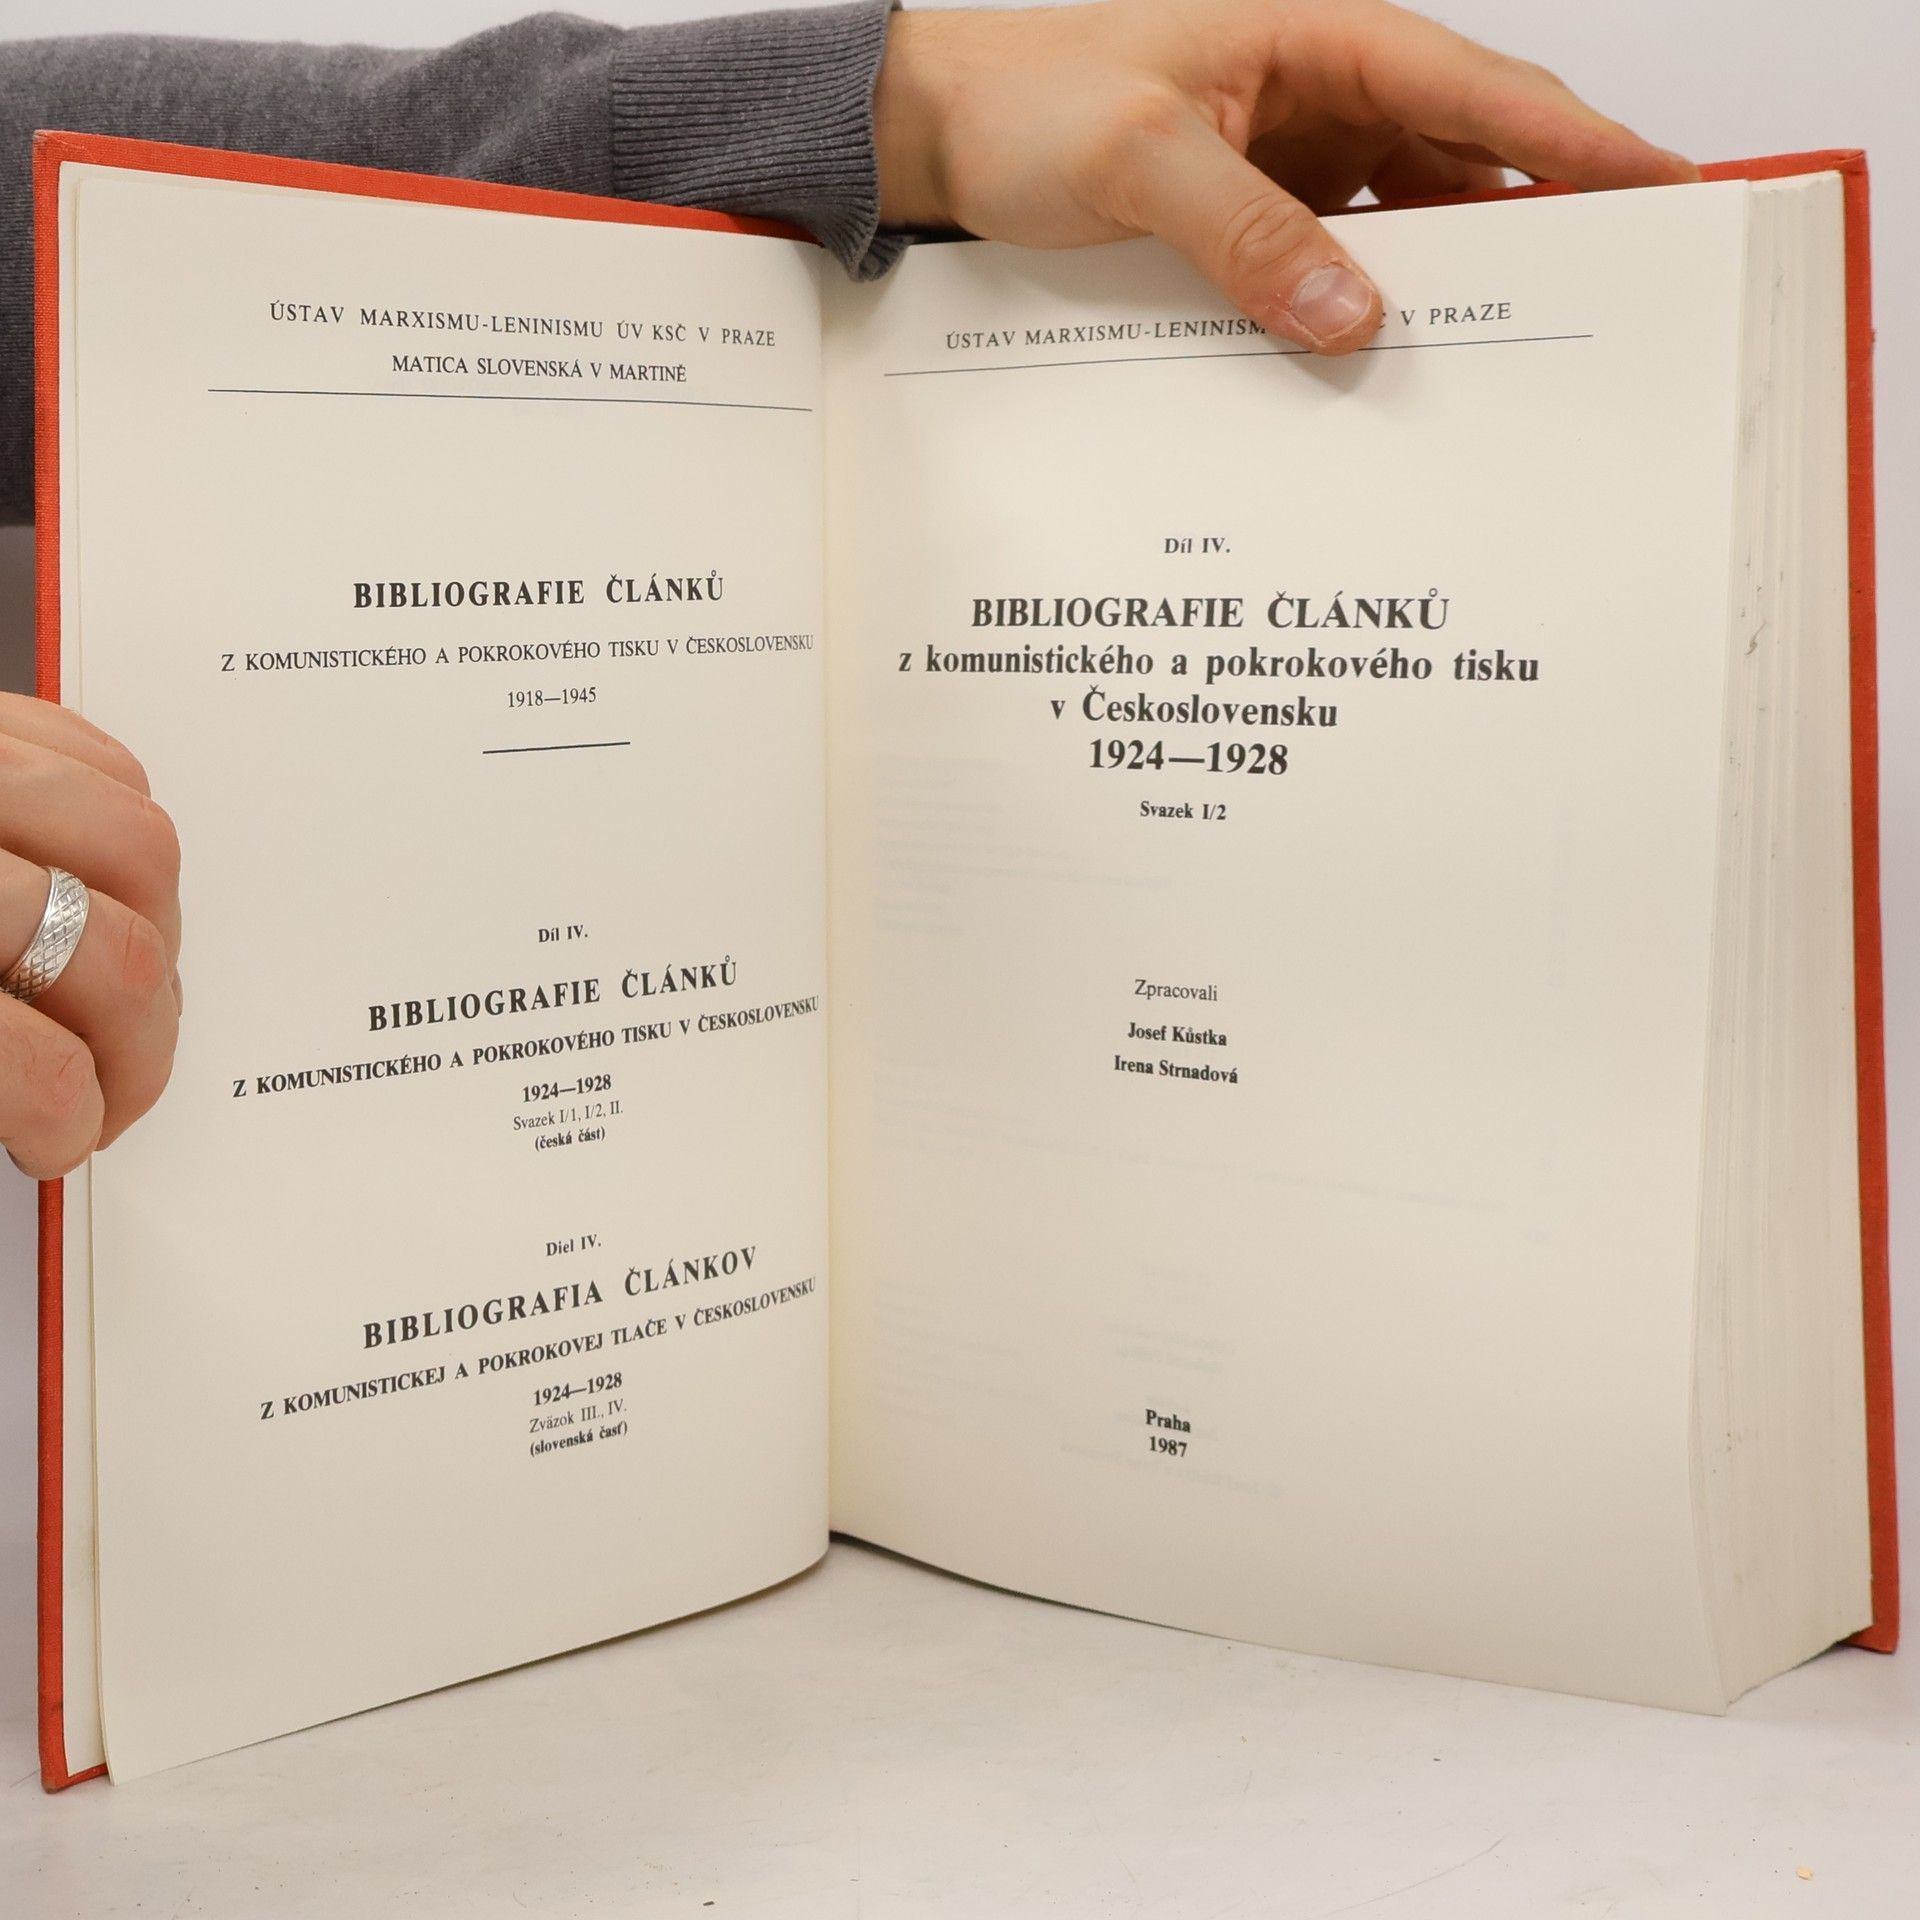 ÚSTAV MARXISMU-LENINISMU ÚV KSČ V PRAZE
MATICA SLOVENSKÁ V MARTINĚ
BIBLIOGRAFIE ČLÁNKŮ
Z KOMUNISTICKÉHO A POKROKOVÉHO TISKU V ČESKOSLOVENSKU
1918—1945
Díl IV.
BIBLIOGRAFIE ČLÁNKŮ
Z KOMUNISTICKÉHO A POKROKOVÉHO TISKU V ČESKOSLOVENSKU
1924—1928
Svazek I/1, I/2, II.
(česká část)
Diel IV.
BIBLIOGRAFIA ČLÁNKOV
Z KOMUNISTICKEJ A POKROKOVEJ TLAČE V ČESKOSLOVENSKU
1924—1928
Zväzok III., IV.
(slovenská časť)
ÚSTAV MARXISMU-LENINISM V PRAZE
Díl IV.
BIBLIOGRAFIE ČLÁNKŮ
z komunistického a pokrokového tisku
v Československu
1924—1928
Svazek I/2
Zpracovali
Josef Kůstka
Irena Strnadová
Praha
1987